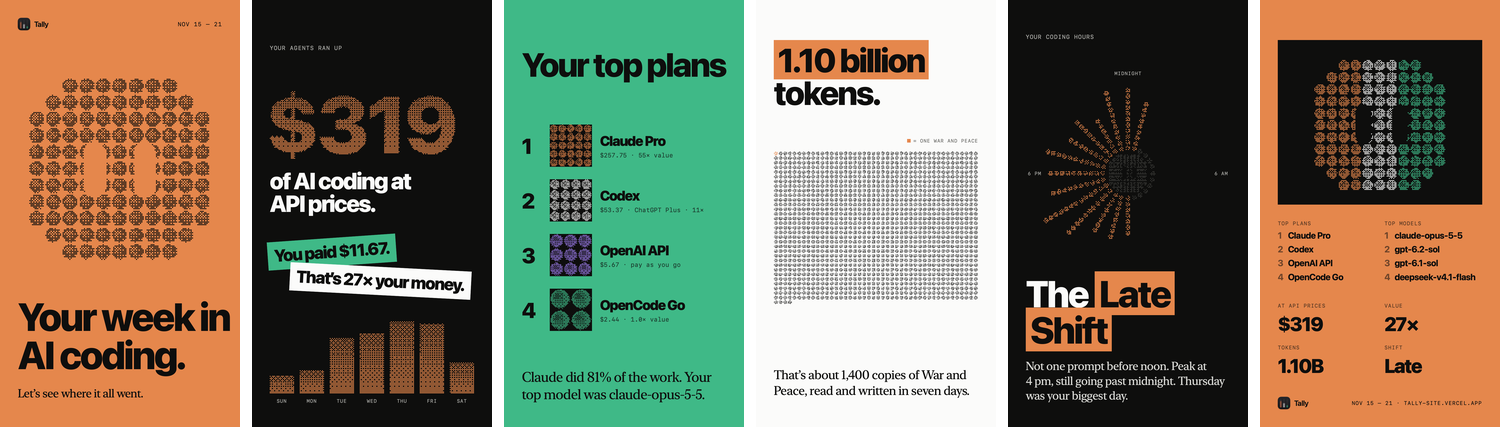 Tally
NOV 15 — 21
Your week in
AI coding.
Let's see where it all went.
YOUR AGENTS RAN UP
$319
of AI coding at
API prices.
You paid $11.67.
That's 27× your money.
SUN MON TUE WED THU FRI SAT
Your top plans
1 Claude Pro
$257.75 · 55× value
2 Codex
$53.37 · ChatGPT Plus · 11×
3 OpenAI API
$5.67 · pay as you go
4 OpenCode Go
$2.44 · 1.0× value
Claude did 81% of the work. Your
top model was claude-opus-5-5.
1.10 billion
tokens.
= ONE WAR AND PEACE
That's about 1,400 copies of War and
Peace, read and written in seven days.
YOUR CODING HOURS
MIDNIGHT
6 PM
6 AM
The Late
Shift
Not one prompt before noon. Peak at
4 pm, still going past midnight. Thursday
was your biggest day.
TOP PLANS
1 Claude Pro
2 Codex
3 OpenAI API
4 OpenCode Go
TOP MODELS
1 claude-opus-5-5
2 gpt-6.2-sol
3 gpt-6.1-sol
4 deepseek-v4.1-flash
AT API PRICES
$319
VALUE
27×
TOKENS
1.10B
SHIFT
Late
Tally
NOV 15 — 21 · TALLY-SITE.VERCEL.APP